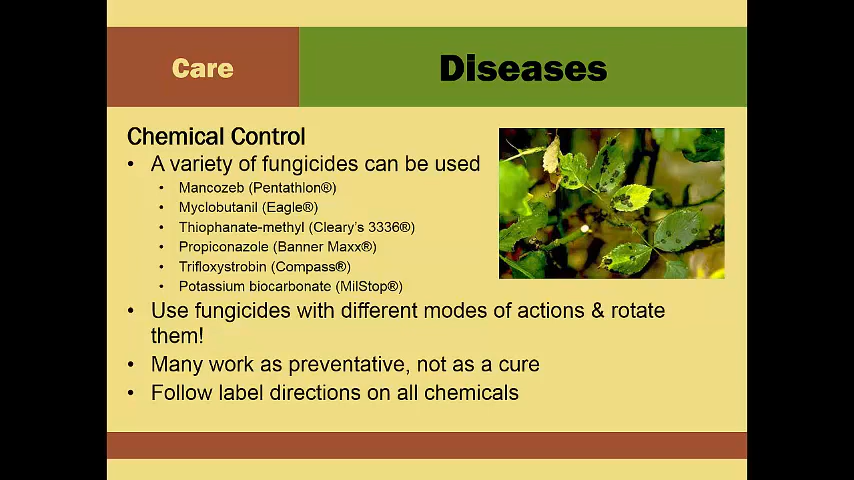 Care
Diseases
Chemical Control
• A variety of fungicides can be used
• Mancozeb (Pentathlon®)
• Myclobutanil (Eagle®)
• Thiophanate-methyl (Cleary's 3336®)
• Propiconazole (Banner Maxx®)
• Trifloxystrobin (Compass®)
• Potassium biocarbonate (MilStop®)
• Use fungicides with different modes of actions & rotate
them!
• Many work as preventative, not as a cure
• Follow label directions on all chemicals